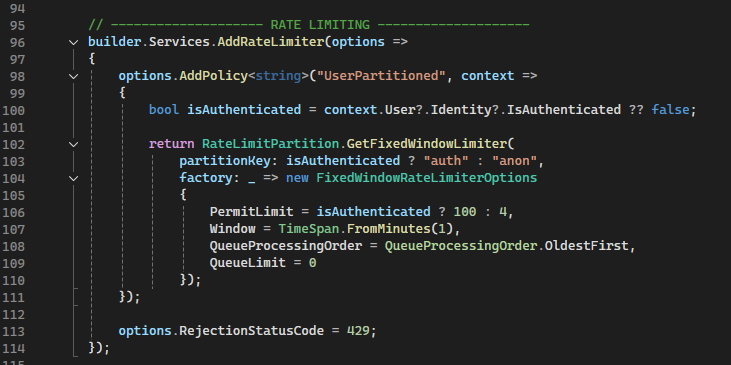 94
95 // -------------------- RATE LIMITING --------------------
96 builder.Services.AddRateLimiter(options =>
97 {
98     options.AddPolicy<string>("UserPartitioned", context =>
99     {
100         bool isAuthenticated = context.User?.Identity?.IsAuthenticated ?? false;
101
102         return RateLimitPartition.GetFixedWindowLimiter(
103             partitionKey: isAuthenticated ? "auth" : "anon",
104             factory: _ => new FixedWindowRateLimiterOptions
105             {
106                 PermitLimit = isAuthenticated ? 100 : 4,
107                 Window = TimeSpan.FromMinutes(1),
108                 QueueProcessingOrder = QueueProcessingOrder.OldestFirst,
109                 QueueLimit = 0
110             });
111     });
112
113     options.RejectionStatusCode = 429;
114 });
115